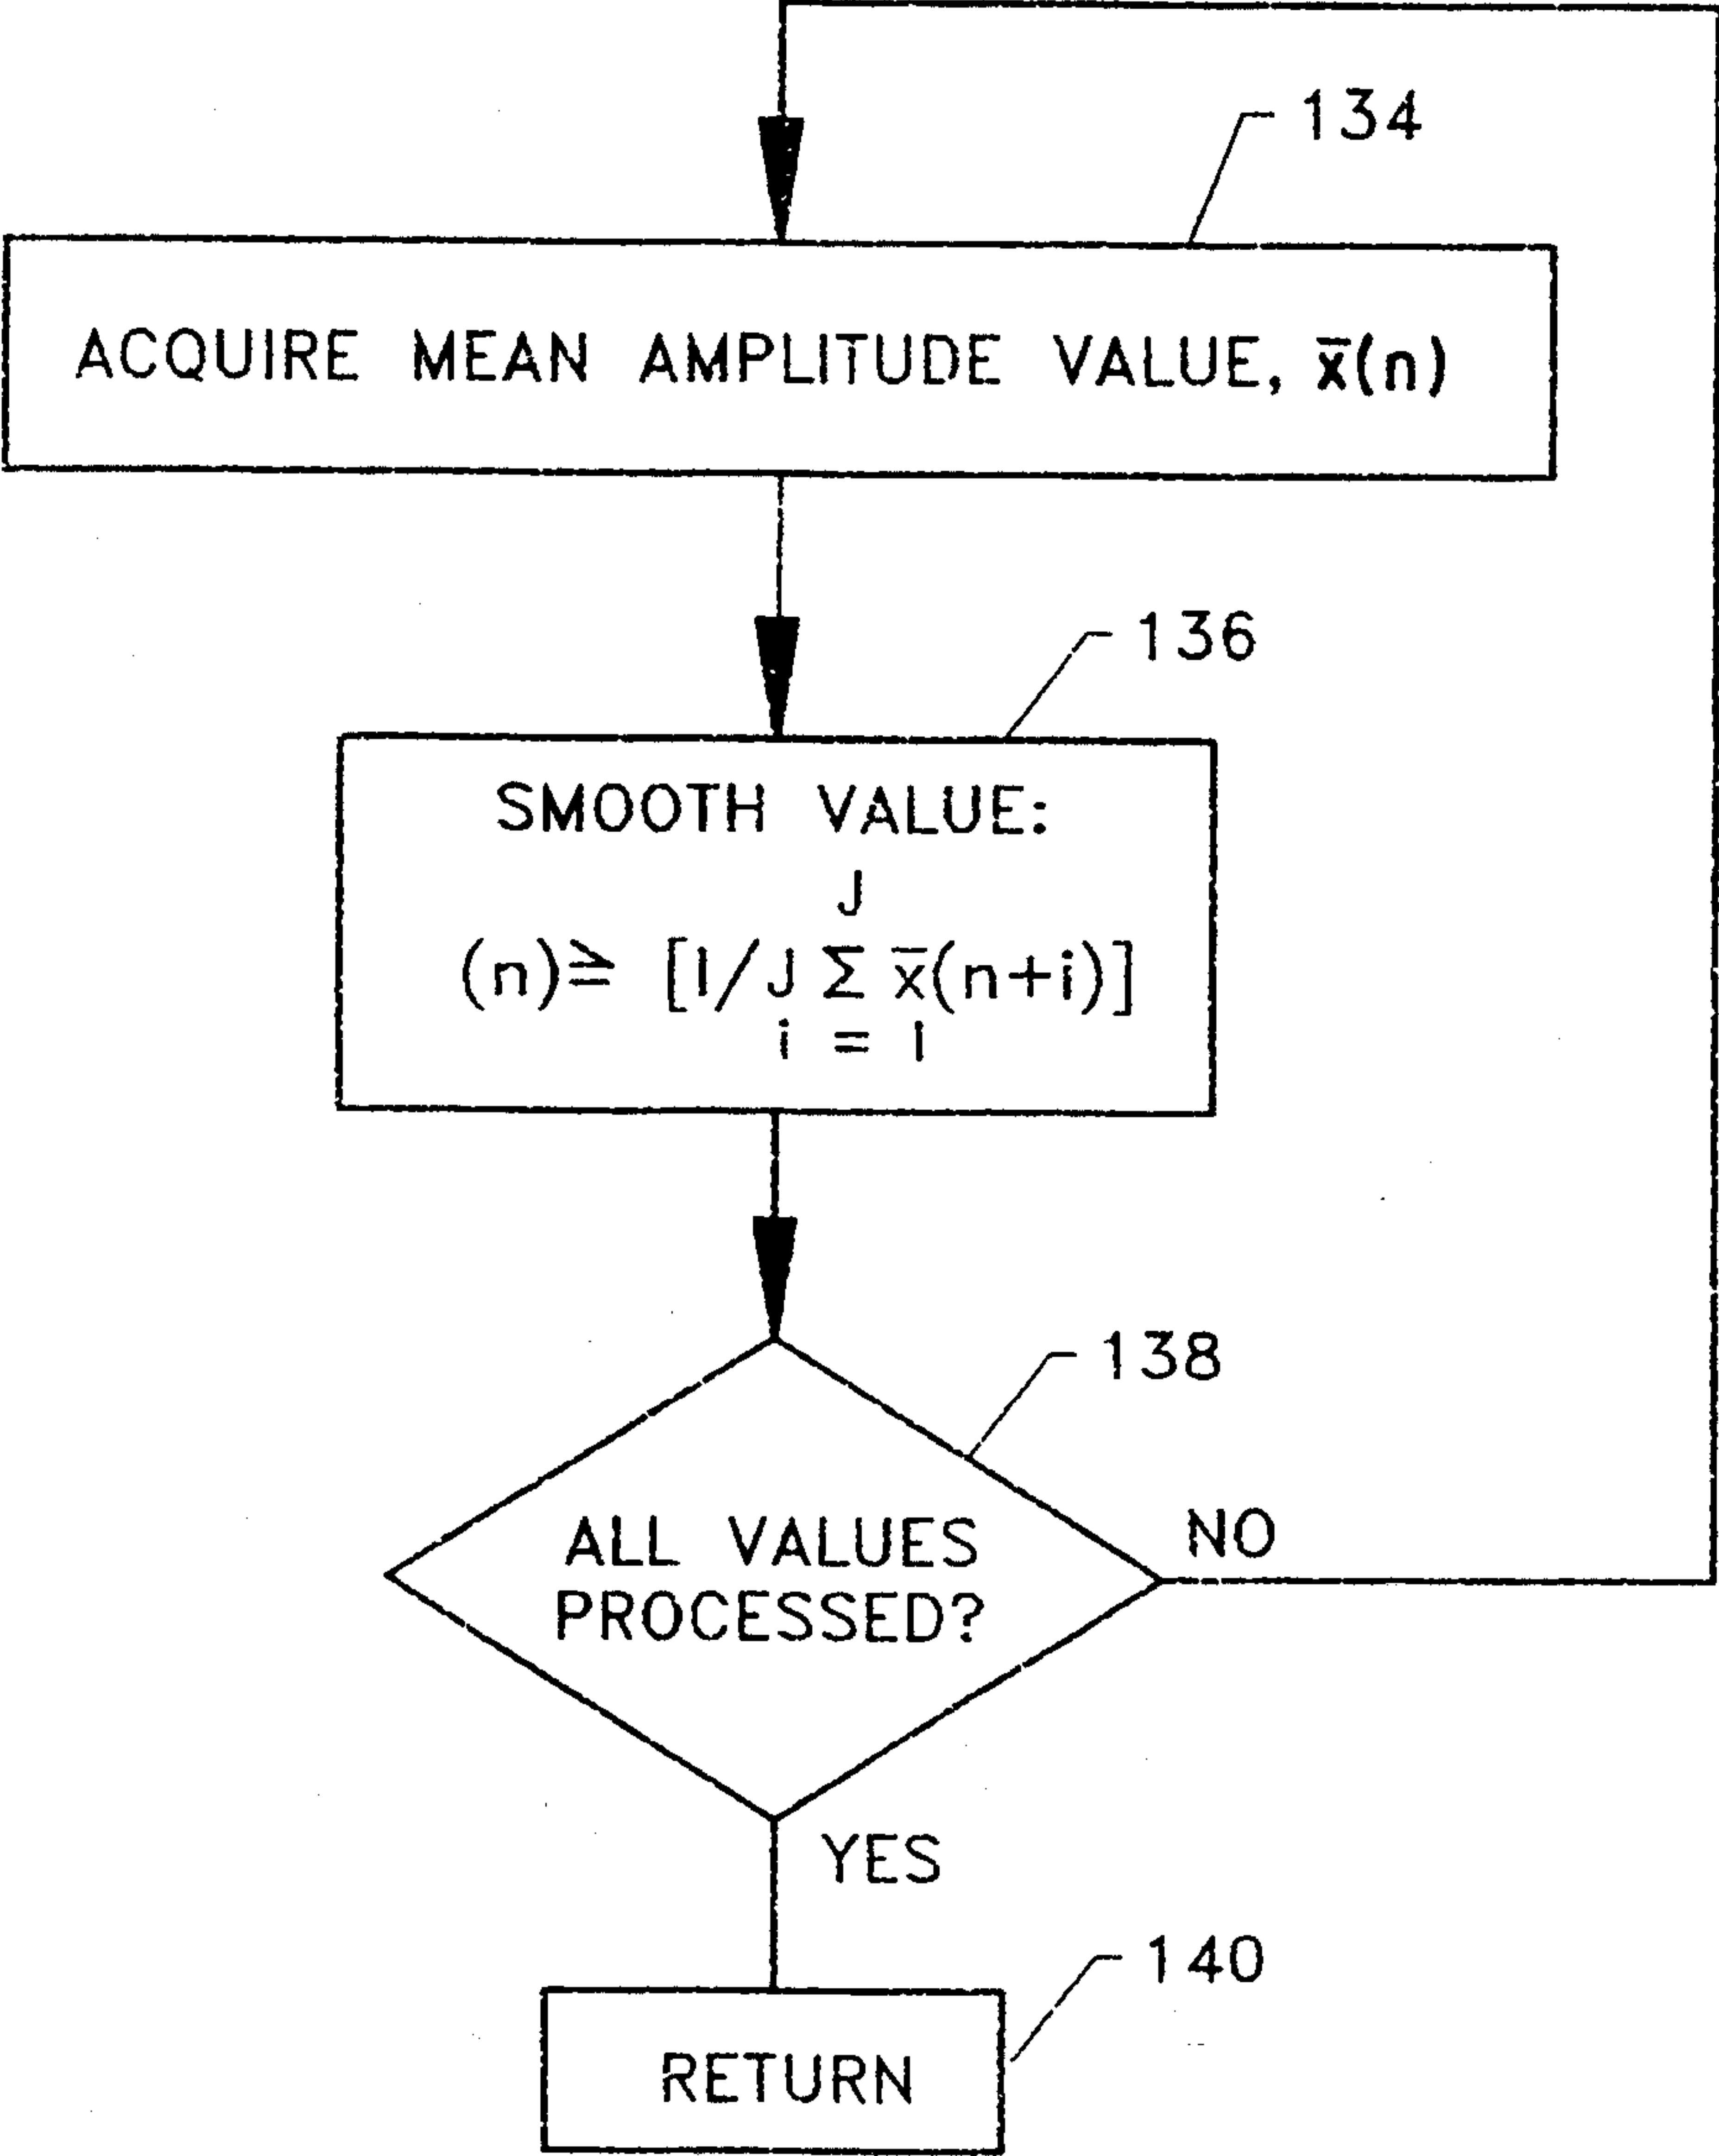 134
ACQUIRE MEAN AMPLITUDE VALUE, x̅(n)
136
SMOOTH VALUE:
J
(n)≧ [1/J Σ x̅(n+i)]
i = 1
138
ALL VALUES
PROCESSED?
NO
YES
140
RETURN